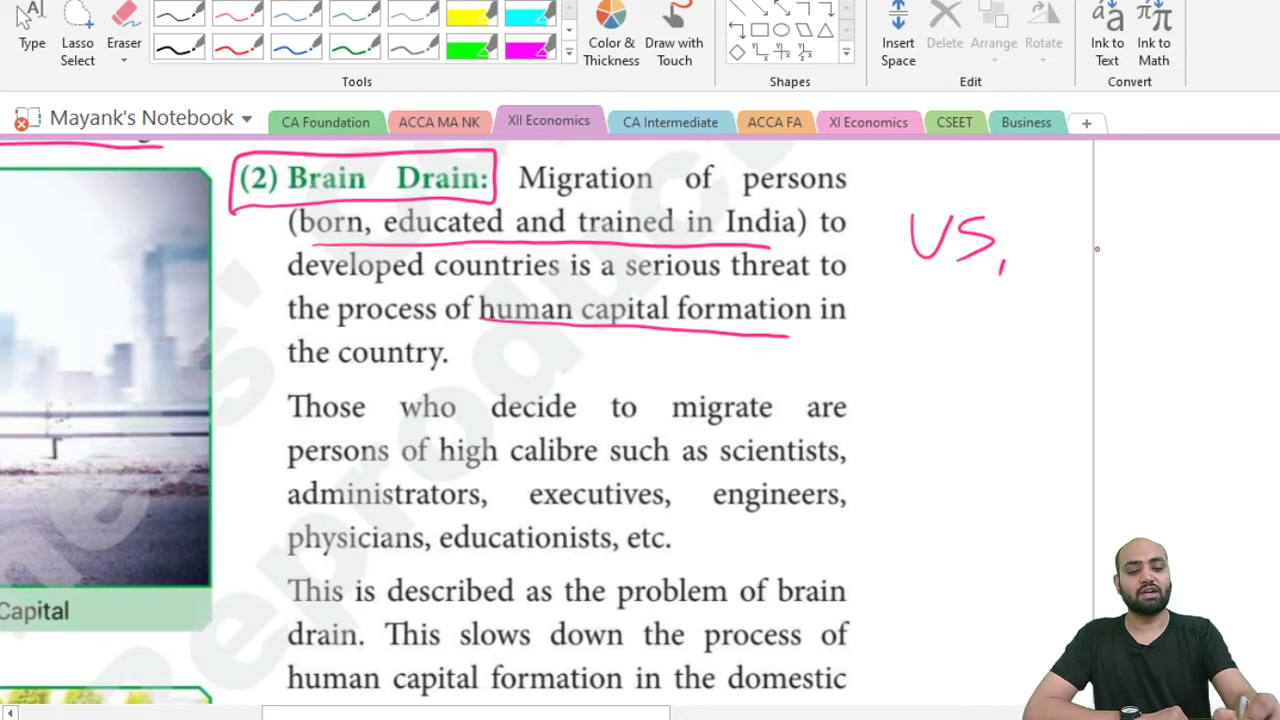 Type
Lasso
Select
Eraser
Color &
Thickness
Draw with
Touch
Insert
Space
Delete
Arrange
Rotate
Ink to
Text
Ink to
Math
Tools
Shapes
Edit
Convert
Mayank's Notebook
CA Foundation
ACCA MA NK
XII Economics
CA Intermediate
ACCA FA
XI Economics
CSEET
Business
(2) Brain Drain: Migration of persons
(born, educated and trained in India) to
developed countries is a serious threat to
the process of human capital formation in
the country.
US,
Those who decide to migrate are
persons of high calibre such as scientists,
administrators, executives, engineers,
physicians, educationists, etc.
This is described as the problem of brain
drain. This slows down the process of
human capital formation in the domestic
Capital